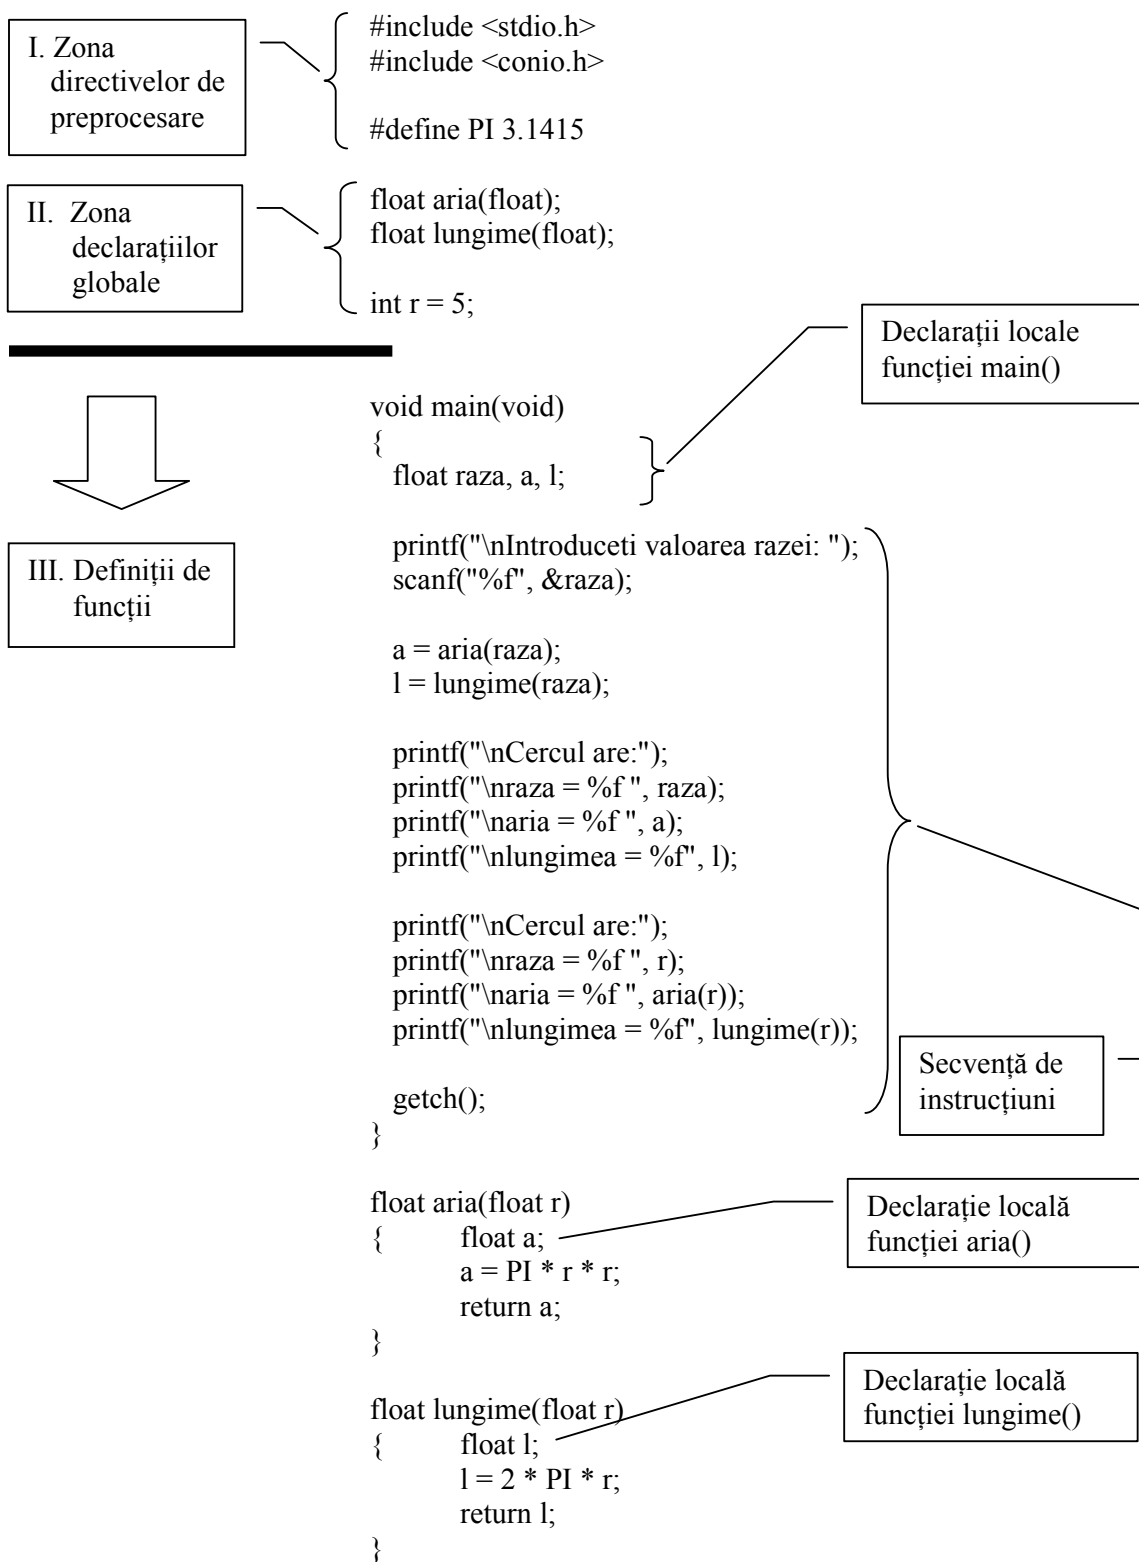 I. Zona
directivelor de
preprocesare
#include <stdio.h>
#include <conio.h>
#define PI 3.1415
II. Zona
declarațiilor
globale
float aria(float);
float lungime(float);
int r = 5;
Declarații locale
funcției main()
void main(void)
{
float raza, a, l;
III. Definiții de
funcții
printf("\nIntroduceti valoarea razei: ");
scanf("%f", &raza);
a = aria(raza);
l = lungime(raza);
printf("\nCercul are:");
printf("\nraza = %f ", raza);
printf("\naria = %f ", a);
printf("\nlungimea = %f", l);
printf("\nCercul are:");
printf("\nraza = %f ", r);
printf("\naria = %f ", aria(r));
printf("\nlungimea = %f", lungime(r));
getch();
}
Secvență de
instrucțiuni
float aria(float r)
{ float a;
a = PI * r * r;
return a;
}
Declarație locală
funcției aria()
float lungime(float r)
{ float l;
l = 2 * PI * r;
return l;
}
Declarație locală
funcției lungime()